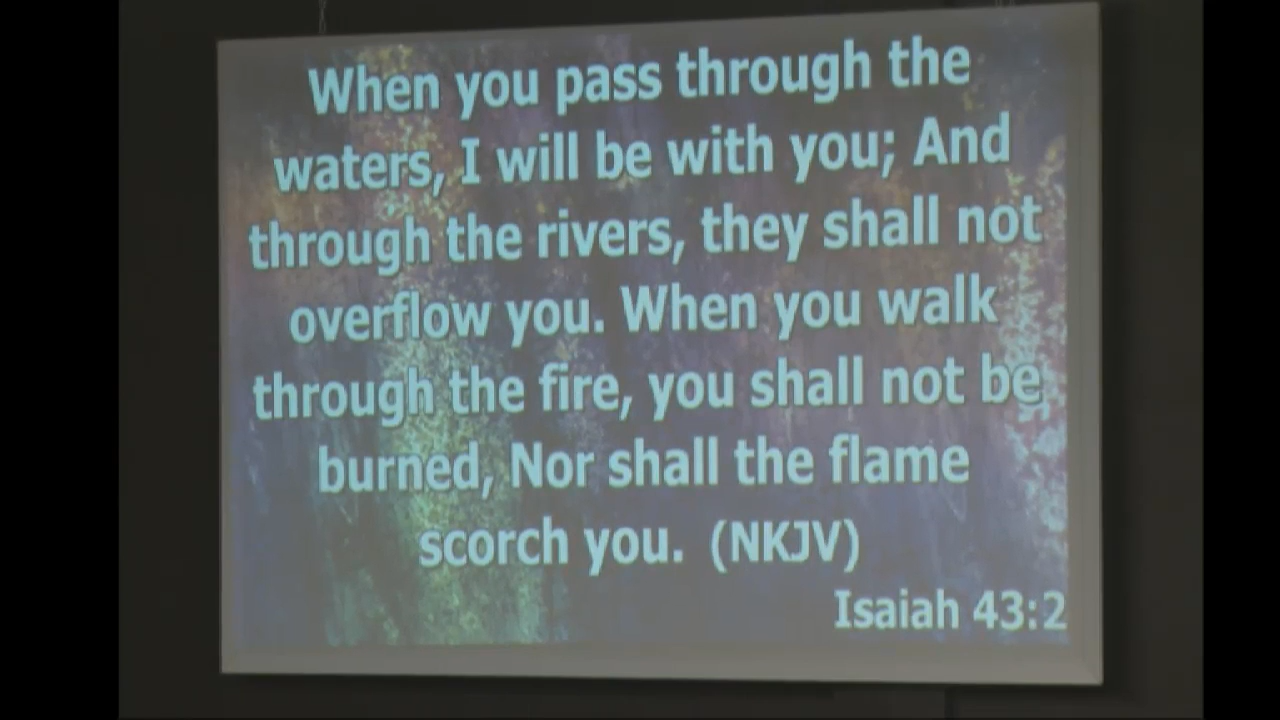 When you pass through the
waters, I will be with you; And
through the rivers, they shall not
overflow you. When you walk
through the fire, you shall not be
burned, Nor shall the flame
scorch you. (NKJV)
Isaiah 43:2